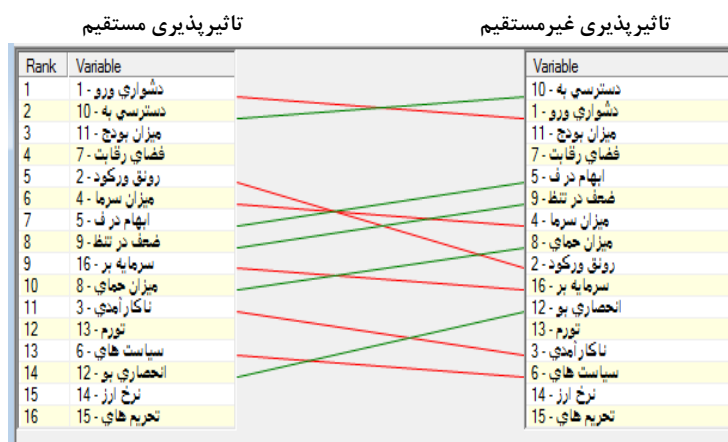 تاثیرپذیری مستقیم
تاثیرپذیری غیرمستقیم
Rank Variable
1 دشواري ورو - 1
2 دسترسي به - 10
3 ميزان بودج - 11
4 فضاي رقابت - 7
5 رونق وركود - 2
6 ميزان سرما - 4
7 ابهام در ف - 5
8 ضعف در تنظ - 9
9 سرمايه بر - 16
10 ميزان حماي - 8
11 ناكارآمدي - 3
12 تورم - 13
13 سياست هاي - 6
14 انحصاري بو - 12
15 نرخ ارز - 14
16 تحريم هاي - 15
Variable
دسترسي به - 10
دشواري ورو - 1
ميزان بودج - 11
فضاي رقابت - 7
ابهام در ف - 5
ضعف در تنظ - 9
ميزان سرما - 4
ميزان حماي - 8
رونق وركود - 2
سرمايه بر - 16
انحصاري بو - 12
تورم - 13
ناكارآمدي - 3
سياست هاي - 6
نرخ ارز - 14
تحريم هاي - 15